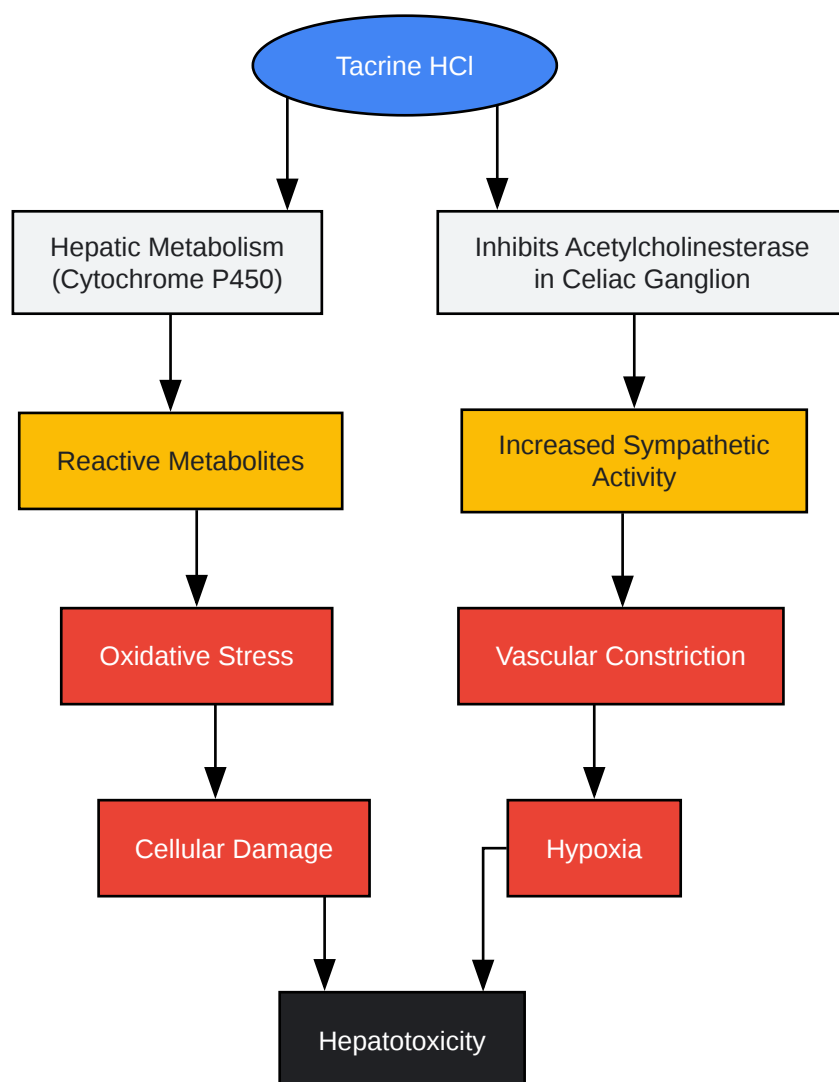 Tacrine HCl
Hepatic Metabolism
(Cytochrome P450)
Inhibits Acetylcholinesterase
in Celiac Ganglion
Reactive Metabolites
Increased Sympathetic
Activity
Oxidative Stress
Vascular Constriction
Cellular Damage
Hypoxia
Hepatotoxicity